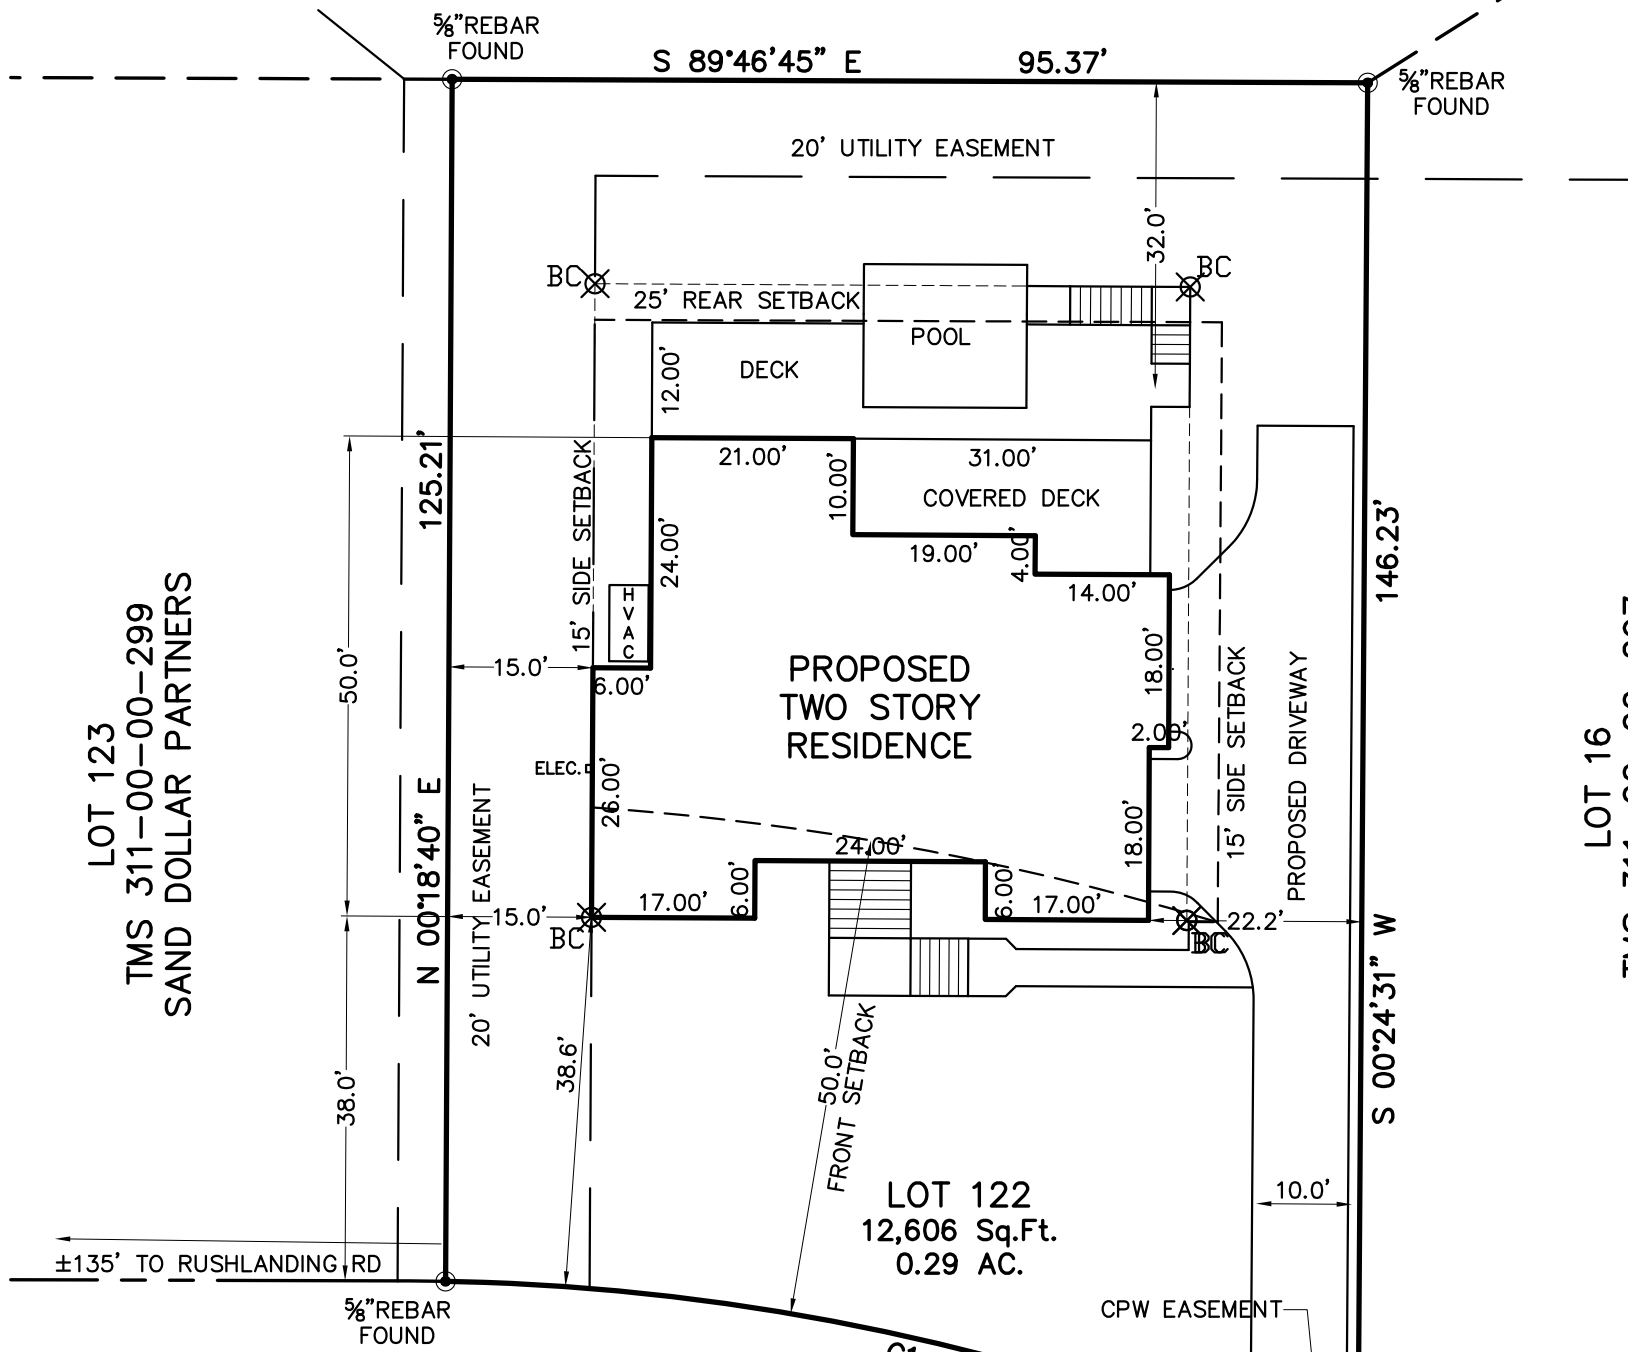 ⅝"REBAR
FOUND
S 89°46'45" E 95.37'
⅝"REBAR
FOUND
20' UTILITY EASEMENT
32.0'
BC
BC
25' REAR SETBACK
POOL
DECK
12.00'
125.21'
21.00'
10.00'
31.00'
COVERED DECK
15' SIDE SETBACK
24.00'
19.00'
4.00'
14.00'
146.23'
HVAC
50.0'
15.0'
6.00'
PROPOSED
TWO STORY
RESIDENCE
18.00'
2.00'
15' SIDE SETBACK
PROPOSED DRIVEWAY
LOT 123
TMS 311-00-00-299
SAND DOLLAR PARTNERS
LOT 16
ELEC.
26.00'
N 00°18'40" E
20' UTILITY EASEMENT
24.00'
18.00'
17.00'
6.00'
6.00'
17.00'
15.0'
BC
22.2'
BC
S 00°24'31" W
38.0'
38.6'
50.0'
FRONT SETBACK
LOT 122
12,606 Sq.Ft.
0.29 AC.
10.0'
±135' TO RUSHLANDING RD
⅝"REBAR
FOUND
CPW EASEMENT